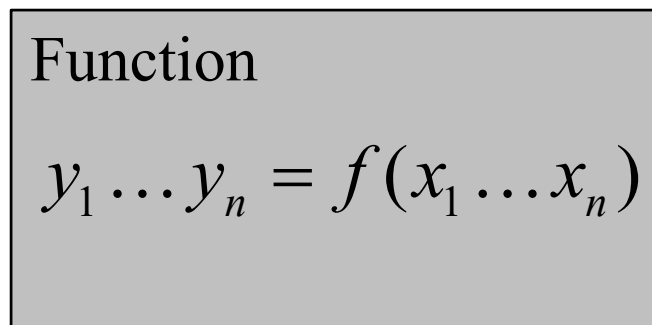 Function
y₁…yₙ = f(x₁…xₙ)